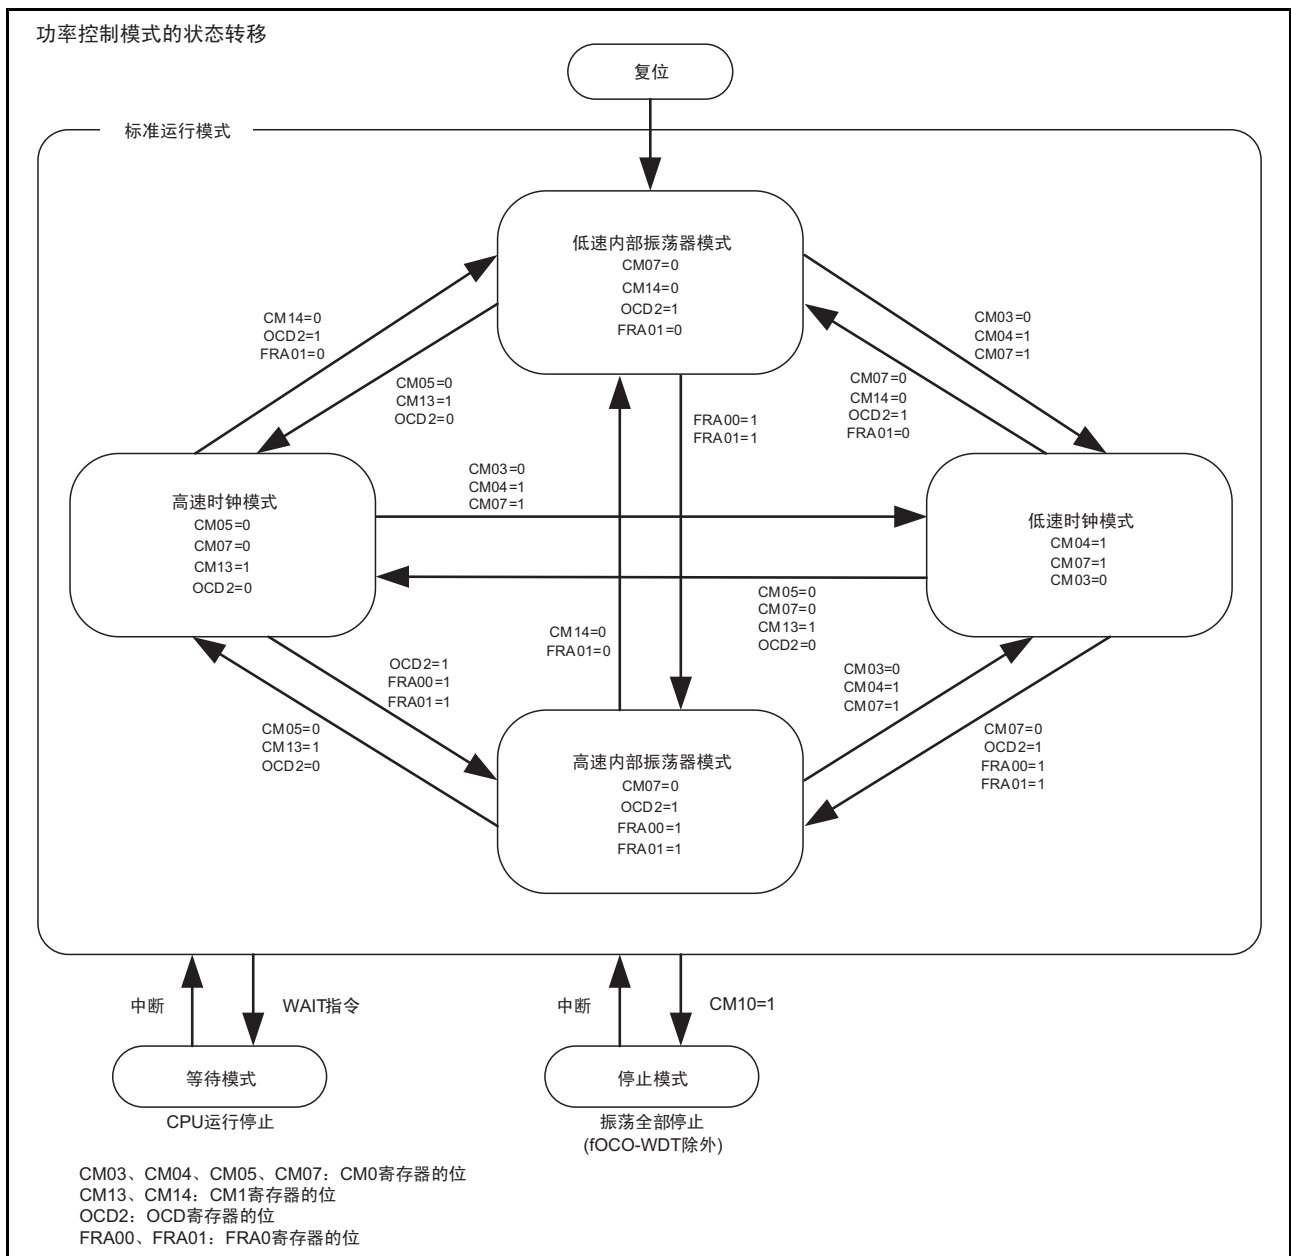 功率控制模式的状态转移
复位
标准运行模式
低速内部振荡器模式
CM07=0
CM14=0
OCD2=1
FRA01=0
CM14=0
OCD2=1
FRA01=0
CM05=0
CM13=1
OCD2=0
FRA00=1
FRA01=1
CM03=0
CM04=1
CM07=1
CM07=0
CM14=0
OCD2=1
FRA01=0
高速时钟模式
CM05=0
CM07=0
CM13=1
OCD2=0
CM03=0
CM04=1
CM07=1
低速时钟模式
CM04=1
CM07=1
CM03=0
CM05=0
CM07=0
CM13=1
OCD2=0
CM14=0
FRA01=0
OCD2=1
FRA00=1
FRA01=1
CM05=0
CM13=1
OCD2=0
CM03=0
CM04=1
CM07=1
CM07=0
OCD2=1
FRA00=1
FRA01=1
高速内部振荡器模式
CM07=0
OCD2=1
FRA00=1
FRA01=1
中断
WAIT指令
中断
CM10=1
等待模式
CPU运行停止
停止模式
振荡全部停止
(fOCO-WDT除外)
CM03、CM04、CM05、CM07：CM0寄存器的位
CM13、CM14：CM1寄存器的位
OCD2：OCD寄存器的位
FRA00、FRA01：FRA0寄存器的位